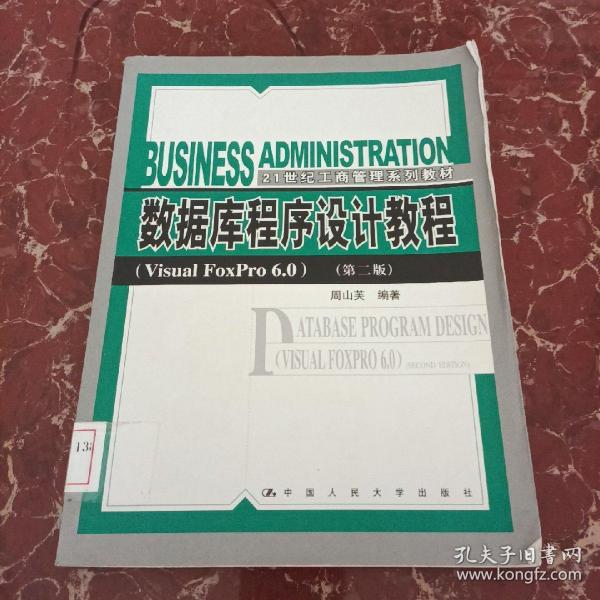 BUSINESS ADMINISTRATION
21世纪工商管理系列教材
数据库程序设计教程
(Visual FoxPro 6.0) (第二版)
周山芙 编著
DATABASE PROGRAM DESIGN
(VISUAL FOXPRO 6.0) (SECOND EDITION)
13
中国人民大学出版社
孔夫子旧书网
www.kongfz.com